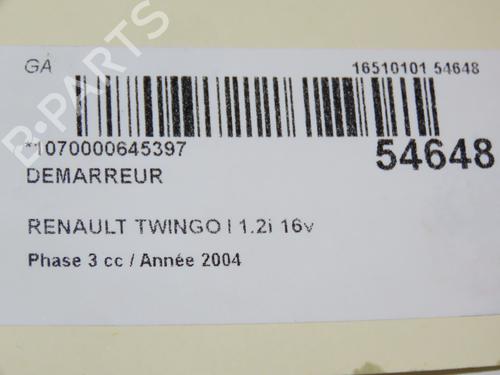 GA
16510101 54648
*1070000645397
54648
DEMARREUR
RENAULT TWINGO I 1.2i 16v
Phase 3 cc / Année 2004
B-PARTS